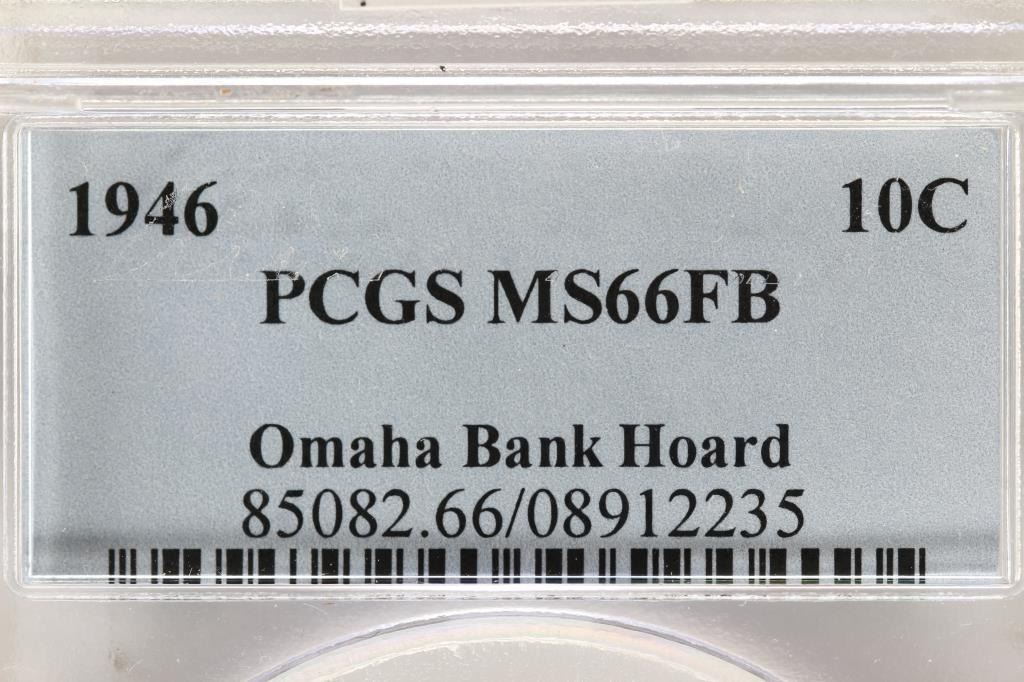 1946 10C
PCGS MS66FB
Omaha Bank Hoard
85082.66/08912235